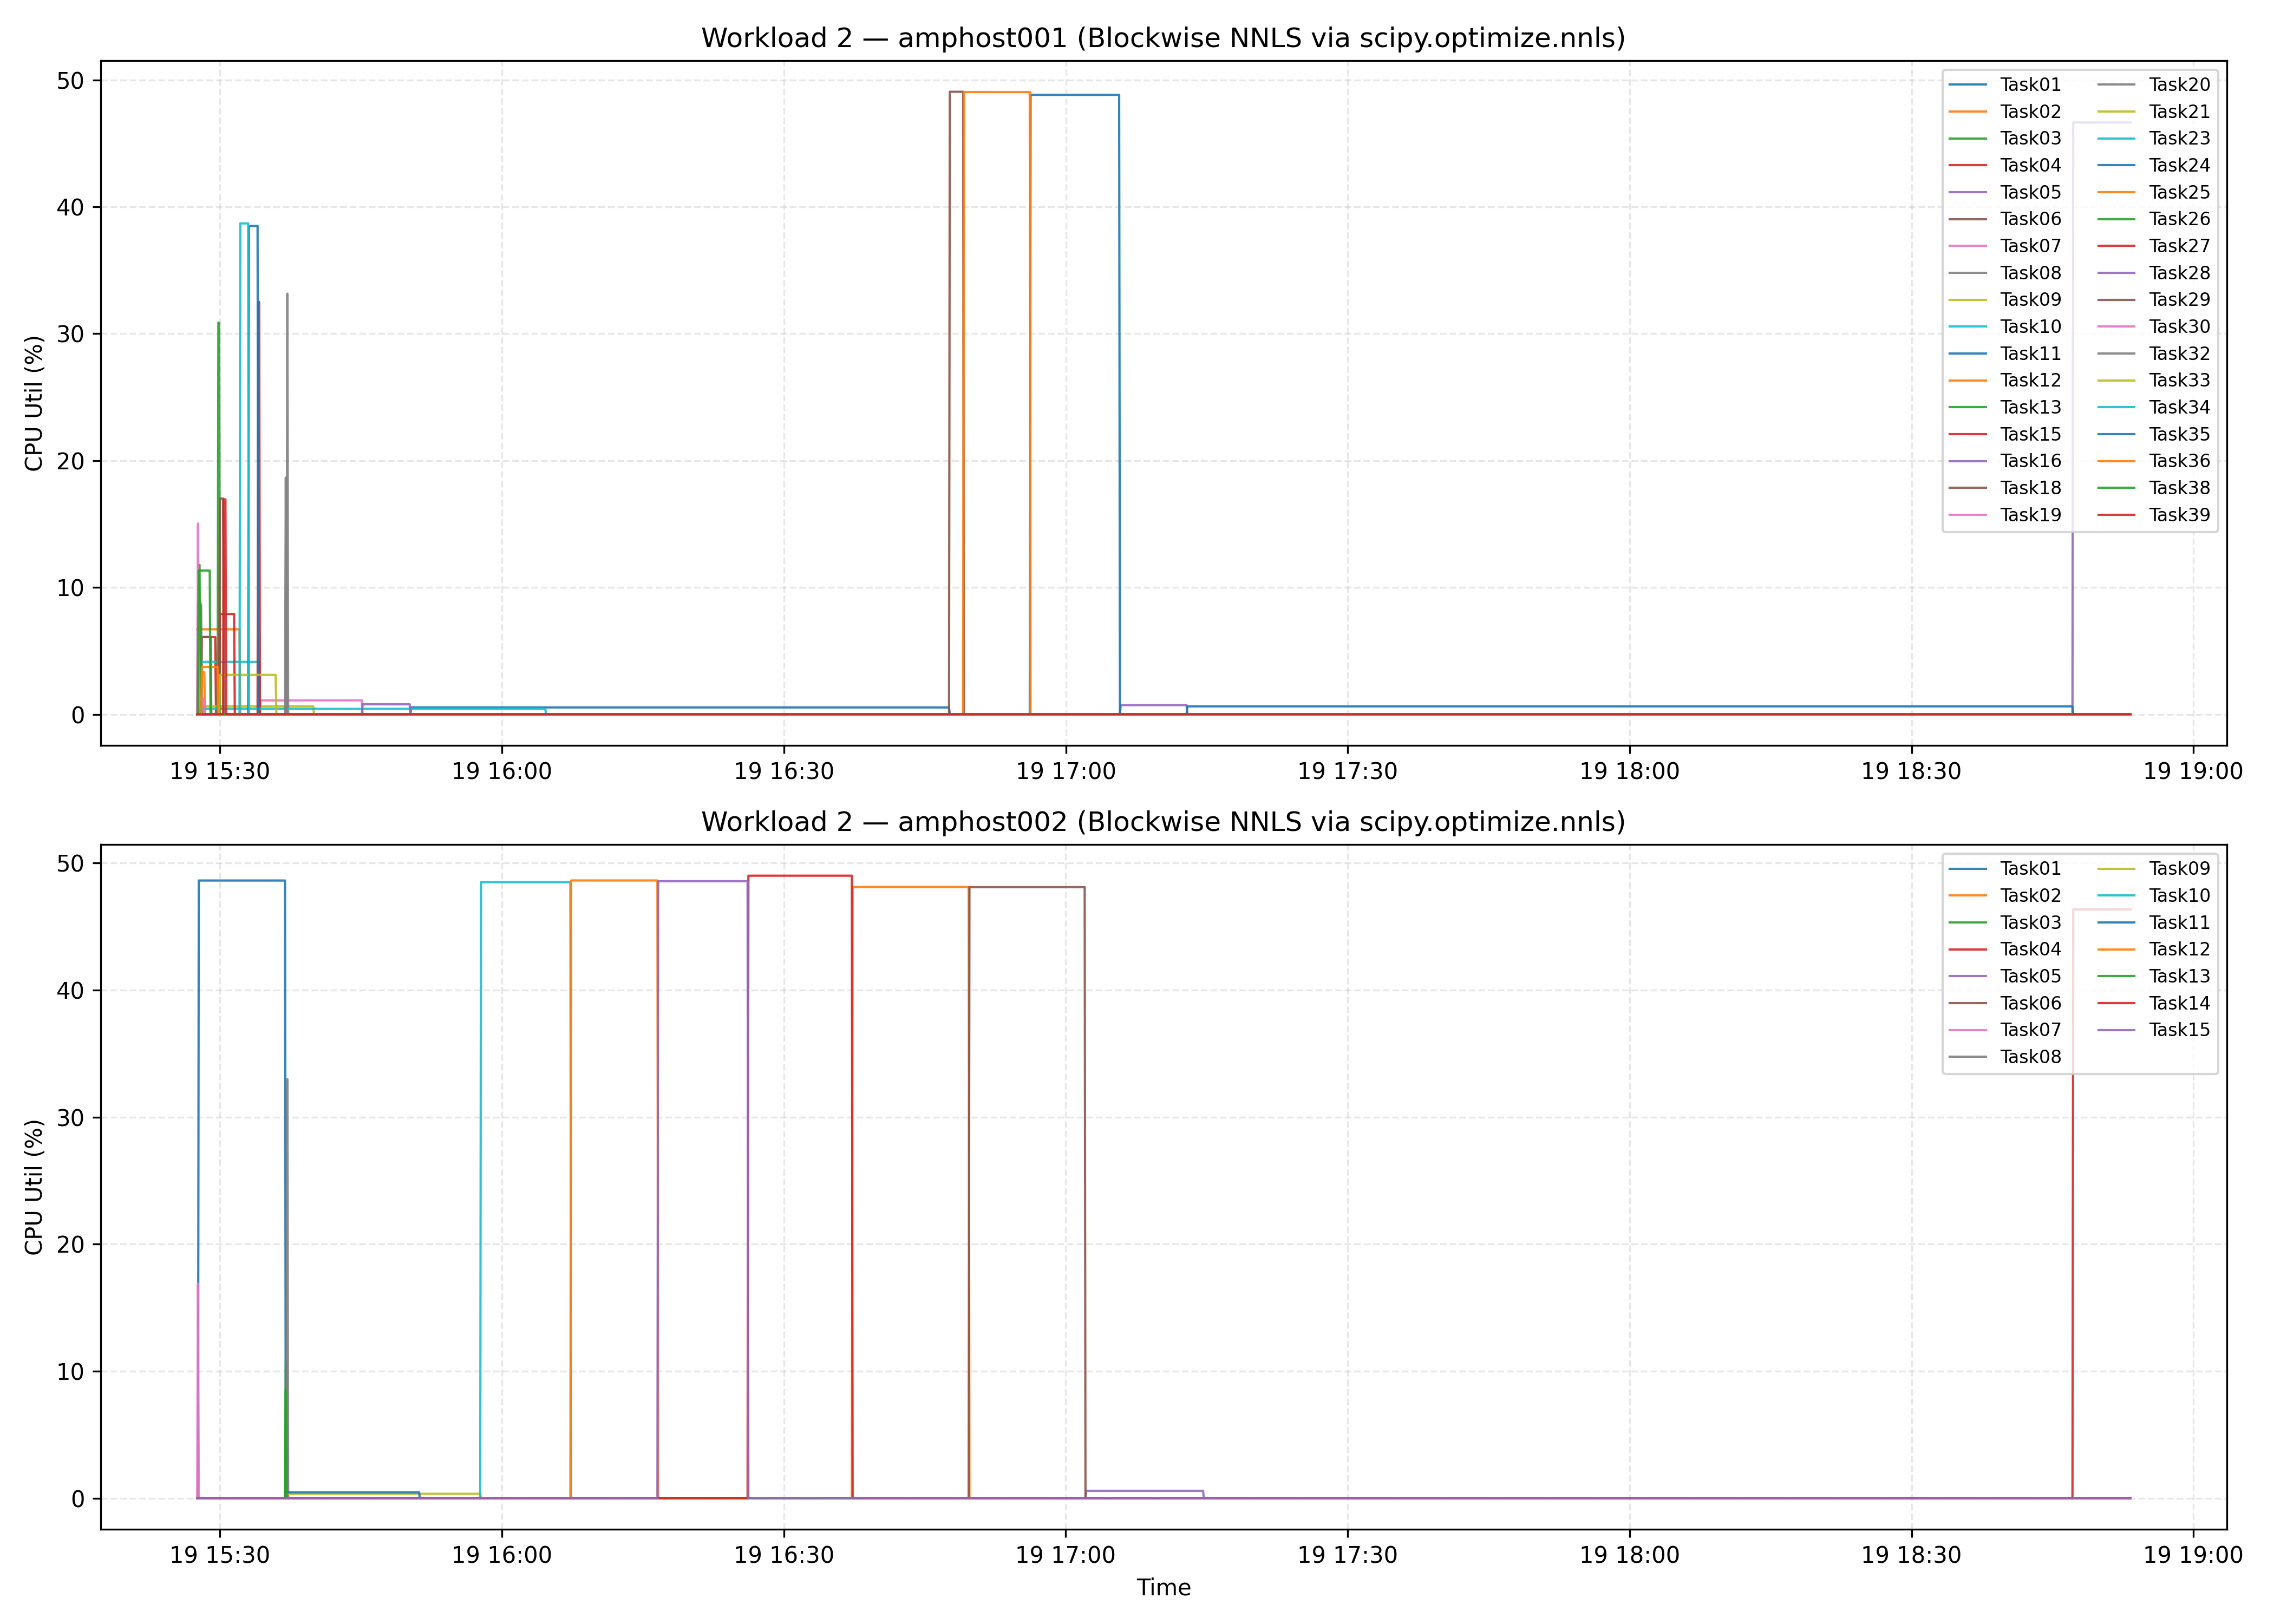 Workload 2 — amphost001 (Blockwise NNLS via scipy.optimize.nnls)
CPU Util (%)
50
40
30
20
10
0
Task01 Task20
Task02 Task21
Task03 Task23
Task04 Task24
Task05 Task25
Task06 Task26
Task07 Task27
Task08 Task28
Task09 Task29
Task10 Task30
Task11 Task32
Task12 Task33
Task13 Task34
Task15 Task35
Task16 Task36
Task18 Task38
Task19 Task39
19 15:30 19 16:00 19 16:30 19 17:00 19 17:30 19 18:00 19 18:30 19 19:00
Workload 2 — amphost002 (Blockwise NNLS via scipy.optimize.nnls)
CPU Util (%)
50
40
30
20
10
0
Task01 Task09
Task02 Task10
Task03 Task11
Task04 Task12
Task05 Task13
Task06 Task14
Task07 Task15
Task08
19 15:30 19 16:00 19 16:30 19 17:00 19 17:30 19 18:00 19 18:30 19 19:00
Time